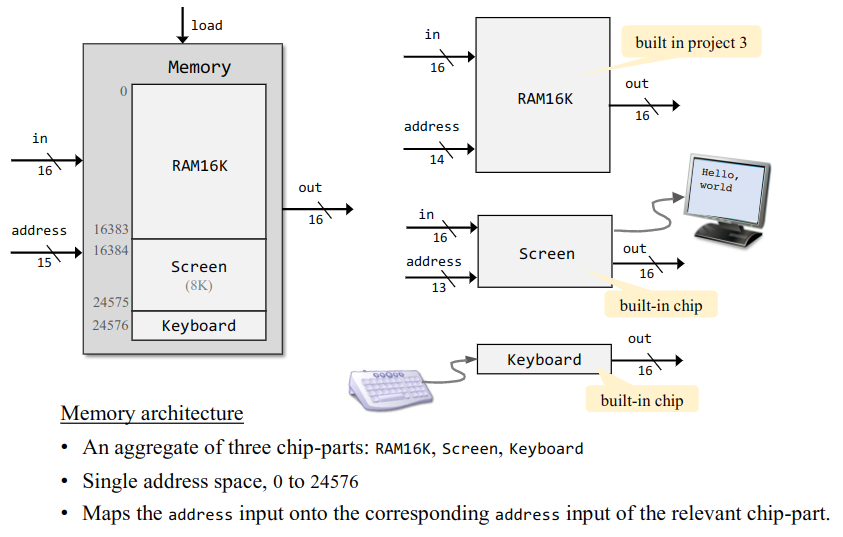 load
Memory
0
RAM16K
in
16
out
16
address
15
16383
16384
Screen
(8K)
24575
24576
Keyboard
in
16
built in project 3
RAM16K
out
16
address
14
Hello,
world
in
16
Screen
out
16
address
13
built-in chip
out
Keyboard
16
built-in chip
Memory architecture
• An aggregate of three chip-parts: RAM16K, Screen, Keyboard
• Single address space, 0 to 24576
• Maps the address input onto the corresponding address input of the relevant chip-part.